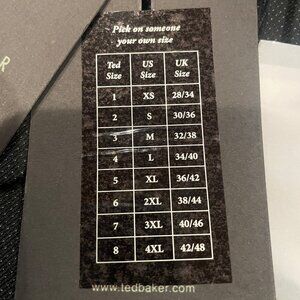 Pick on someone
your own size
Ted Size US Size UK Size
1 XS 28/34
2 S 30/36
3 M 32/38
4 L 34/40
5 XL 36/42
6 2XL 38/44
7 3XL 40/46
8 4XL 42/48
www.tedbaker.com